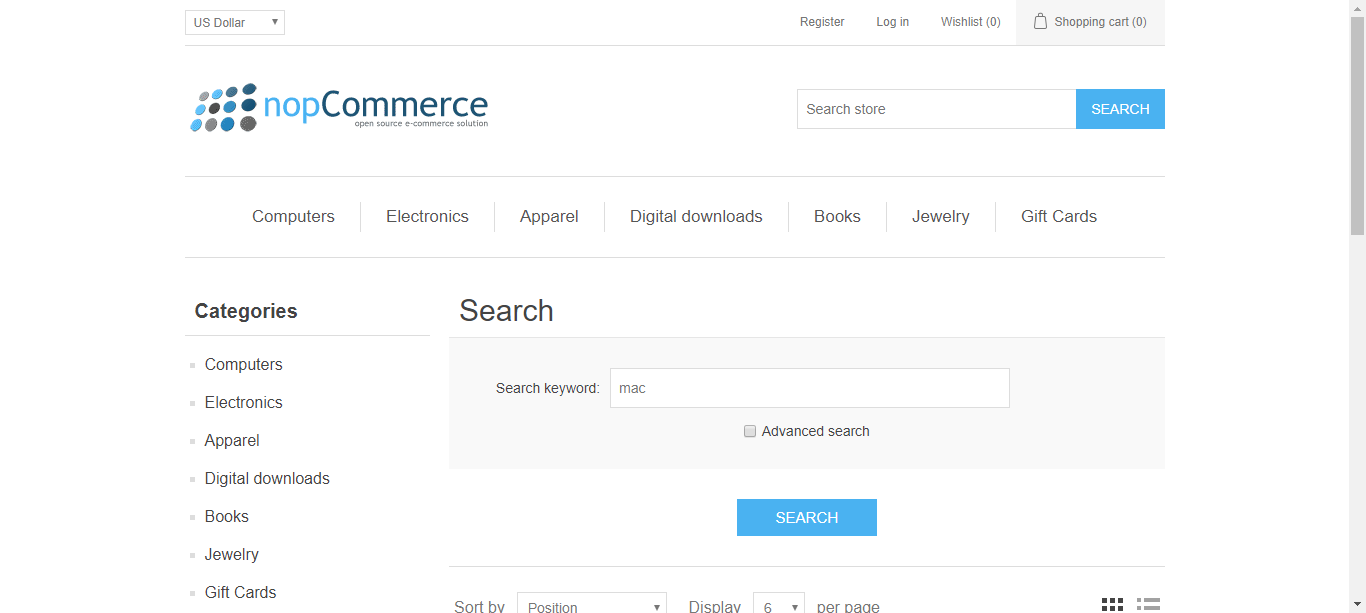 US Dollar Register Log in Wishlist (0) Shopping cart (0)
nopCommerce
open source e-commerce solution
Search store SEARCH
Computers Electronics Apparel Digital downloads Books Jewelry Gift Cards
Categories
Computers
Electronics
Apparel
Digital downloads
Books
Jewelry
Gift Cards
Search
Search keyword: mac
Advanced search
SEARCH
Sort by Position Display 6 per page